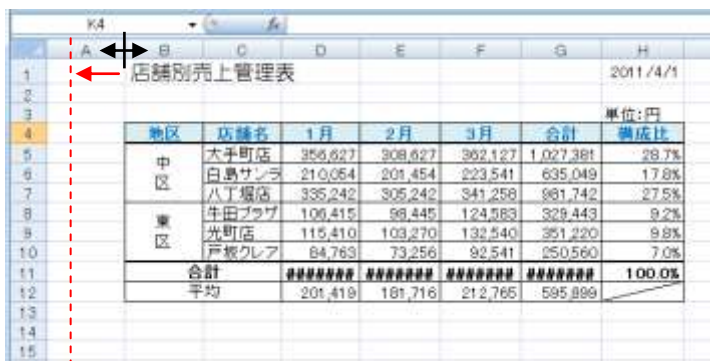 K4 fx
A B C D E F G H
1 店舗別売上管理表 2011/4/1
2
3 単位:円
4 地区 店舗名 1月 2月 3月 合計 構成比
5 中区 大手町店 356,627 308,627 362,127 1,027,381 28.7%
6 白島サンラ 210,054 201,454 223,541 635,049 17.8%
7 八丁堀店 335,242 305,242 341,258 981,742 27.5%
8 東区 牛田プラザ 106,415 98,445 124,583 329,443 9.2%
9 光町店 115,410 103,270 132,540 351,220 9.8%
10 戸坂クレア 84,763 73,256 92,541 250,560 7.0%
11 合計 ####### ####### ####### ####### 100.0%
12 平均 201,419 181,716 212,765 595,899
13
14
15